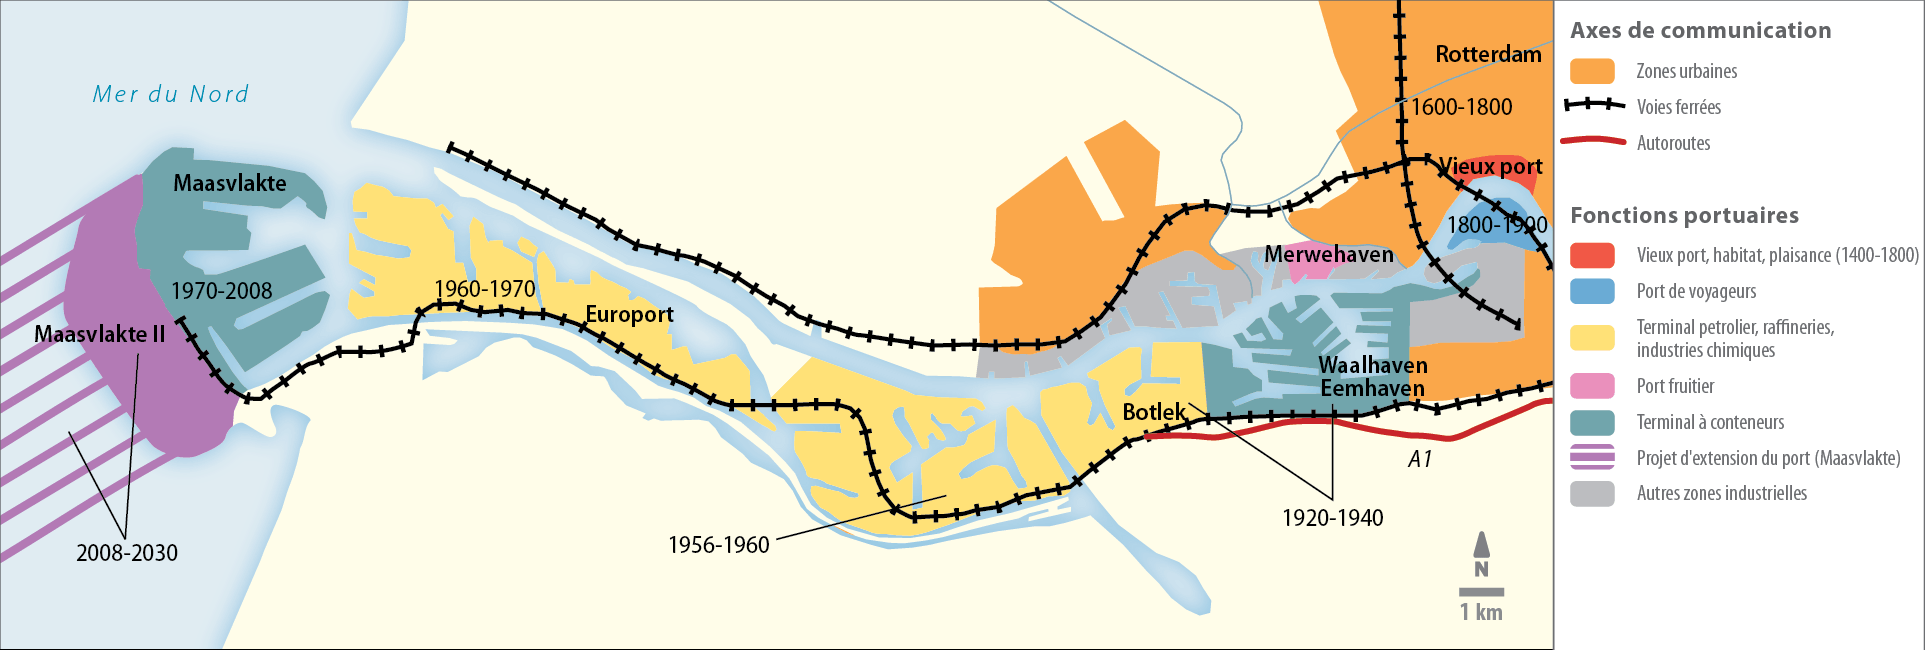 Mer du Nord
Rotterdam
1600-1800
Vieux port
Maasvlakte
1800-1900
Merwehaven
1970-2008
1960-1970
Europort
Maasvlakte II
Waalhaven
Eemhaven
Botlek
A1
1920-1940
1956-1960
2008-2030
N
1 km
Axes de communication
Zones urbaines
Voies ferrées
Autoroutes
Fonctions portuaires
Vieux port, habitat, plaisance (1400-1800)
Port de voyageurs
Terminal petrolier, raffineries,
industries chimiques
Port fruitier
Terminal à conteneurs
Projet d'extension du port (Maasvlakte)
Autres zones industrielles